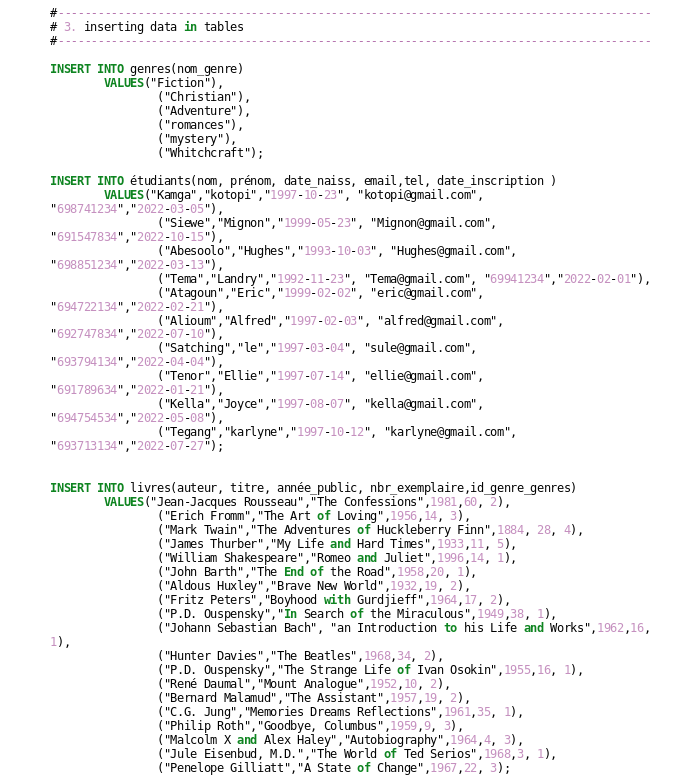 #-----------------------------------------------------------------------------------------
# 3. inserting data in tables
#-----------------------------------------------------------------------------------------
INSERT INTO genres(nom_genre)
VALUES("Fiction"),
("Christian"),
("Adventure"),
("romances"),
("mystery"),
("Whitchcraft");
INSERT INTO étudiants(nom, prénom, date_naiss, email,tel, date_inscription )
VALUES("Kamga","kotopi","1997-10-23", "kotopi@gmail.com",
"698741234","2022-03-05"),
("Siewe","Mignon","1999-05-23", "Mignon@gmail.com",
"691547834","2022-10-15"),
("Abesoolo","Hughes","1993-10-03", "Hughes@gmail.com",
"698851234","2022-03-13"),
("Tema","Landry","1992-11-23", "Tema@gmail.com", "69941234","2022-02-01"),
("Atagoun","Eric","1999-02-02", "eric@gmail.com",
"694722134","2022-02-21"),
("Alioum","Alfred","1997-02-03", "alfred@gmail.com",
"692747834","2022-07-10"),
("Satching","le","1997-03-04", "sule@gmail.com",
"693794134","2022-04-04"),
("Tenor","Ellie","1997-07-14", "ellie@gmail.com",
"691789634","2022-01-21"),
("Kella","Joyce","1997-08-07", "kella@gmail.com",
"694754534","2022-05-08"),
("Tegang","karlyne","1997-10-12", "karlyne@gmail.com",
"693713134","2022-07-27");
INSERT INTO livres(auteur, titre, année_public, nbr_exemplaire,id_genre_genres)
VALUES("Jean-Jacques Rousseau","The Confessions",1981,60, 2),
("Erich Fromm","The Art of Loving",1956,14, 3),
("Mark Twain","The Adventures of Huckleberry Finn",1884, 28, 4),
("James Thurber","My Life and Hard Times",1933,11, 5),
("William Shakespeare","Romeo and Juliet",1996,14, 1),
("John Barth","The End of the Road",1958,20, 1),
("Aldous Huxley","Brave New World",1932,19, 2),
("Fritz Peters","Boyhood with Gurdjieff",1964,17, 2),
("P.D. Ouspensky","In Search of the Miraculous",1949,38, 1),
("Johann Sebastian Bach", "an Introduction to his Life and Works",1962,16,
1),
("Hunter Davies","The Beatles",1968,34, 2),
("P.D. Ouspensky","The Strange Life of Ivan Osokin",1955,16, 1),
("René Daumal","Mount Analogue",1952,10, 2),
("Bernard Malamud","The Assistant",1957,19, 2),
("C.G. Jung","Memories Dreams Reflections",1961,35, 1),
("Philip Roth","Goodbye, Columbus",1959,9, 3),
("Malcolm X and Alex Haley","Autobiography",1964,4, 3),
("Jule Eisenbud, M.D.","The World of Ted Serios",1968,3, 1),
("Penelope Gilliatt","A State of Change",1967,22, 3);